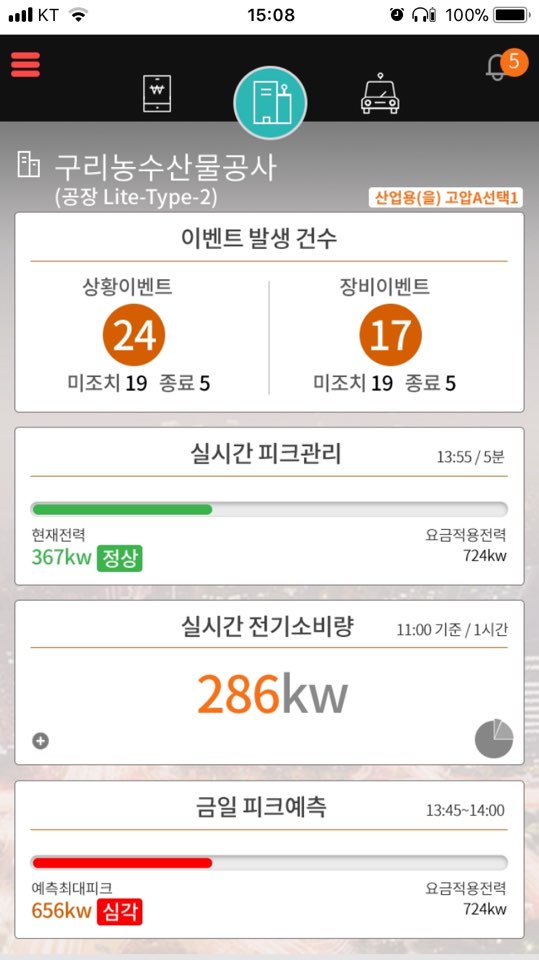 KT
15:08
100%
5
구리농수산물공사
(공장 Lite-Type-2)
산업용(을) 고압A선택1
이벤트 발생 건수
상황이벤트
24
미조치 19 종료 5
장비이벤트
17
미조치 19 종료 5
실시간 피크관리
13:55 / 5분
현재전력
요금적용전력
367kw 정상
724kw
실시간 전기소비량
11:00 기준 / 1시간
286kw
금일 피크예측
13:45~14:00
예측최대피크
요금적용전력
656kw 심각
724kw